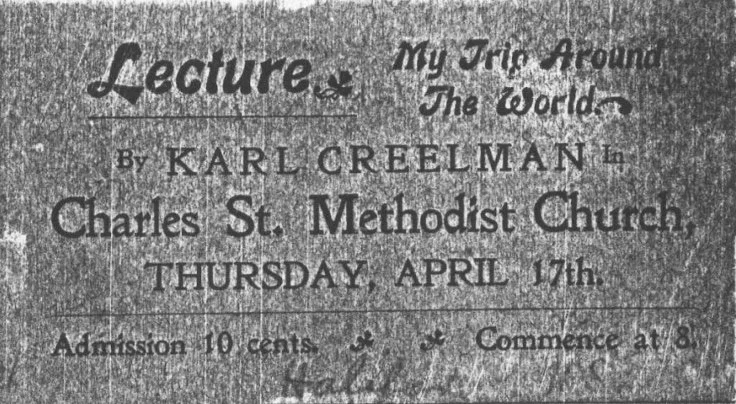 Lecture. My Trip Around
The World.
By KARL CREELMAN In
Charles St. Methodist Church,
THURSDAY, APRIL 17th.
Admission 10 cents. Commence at 8.